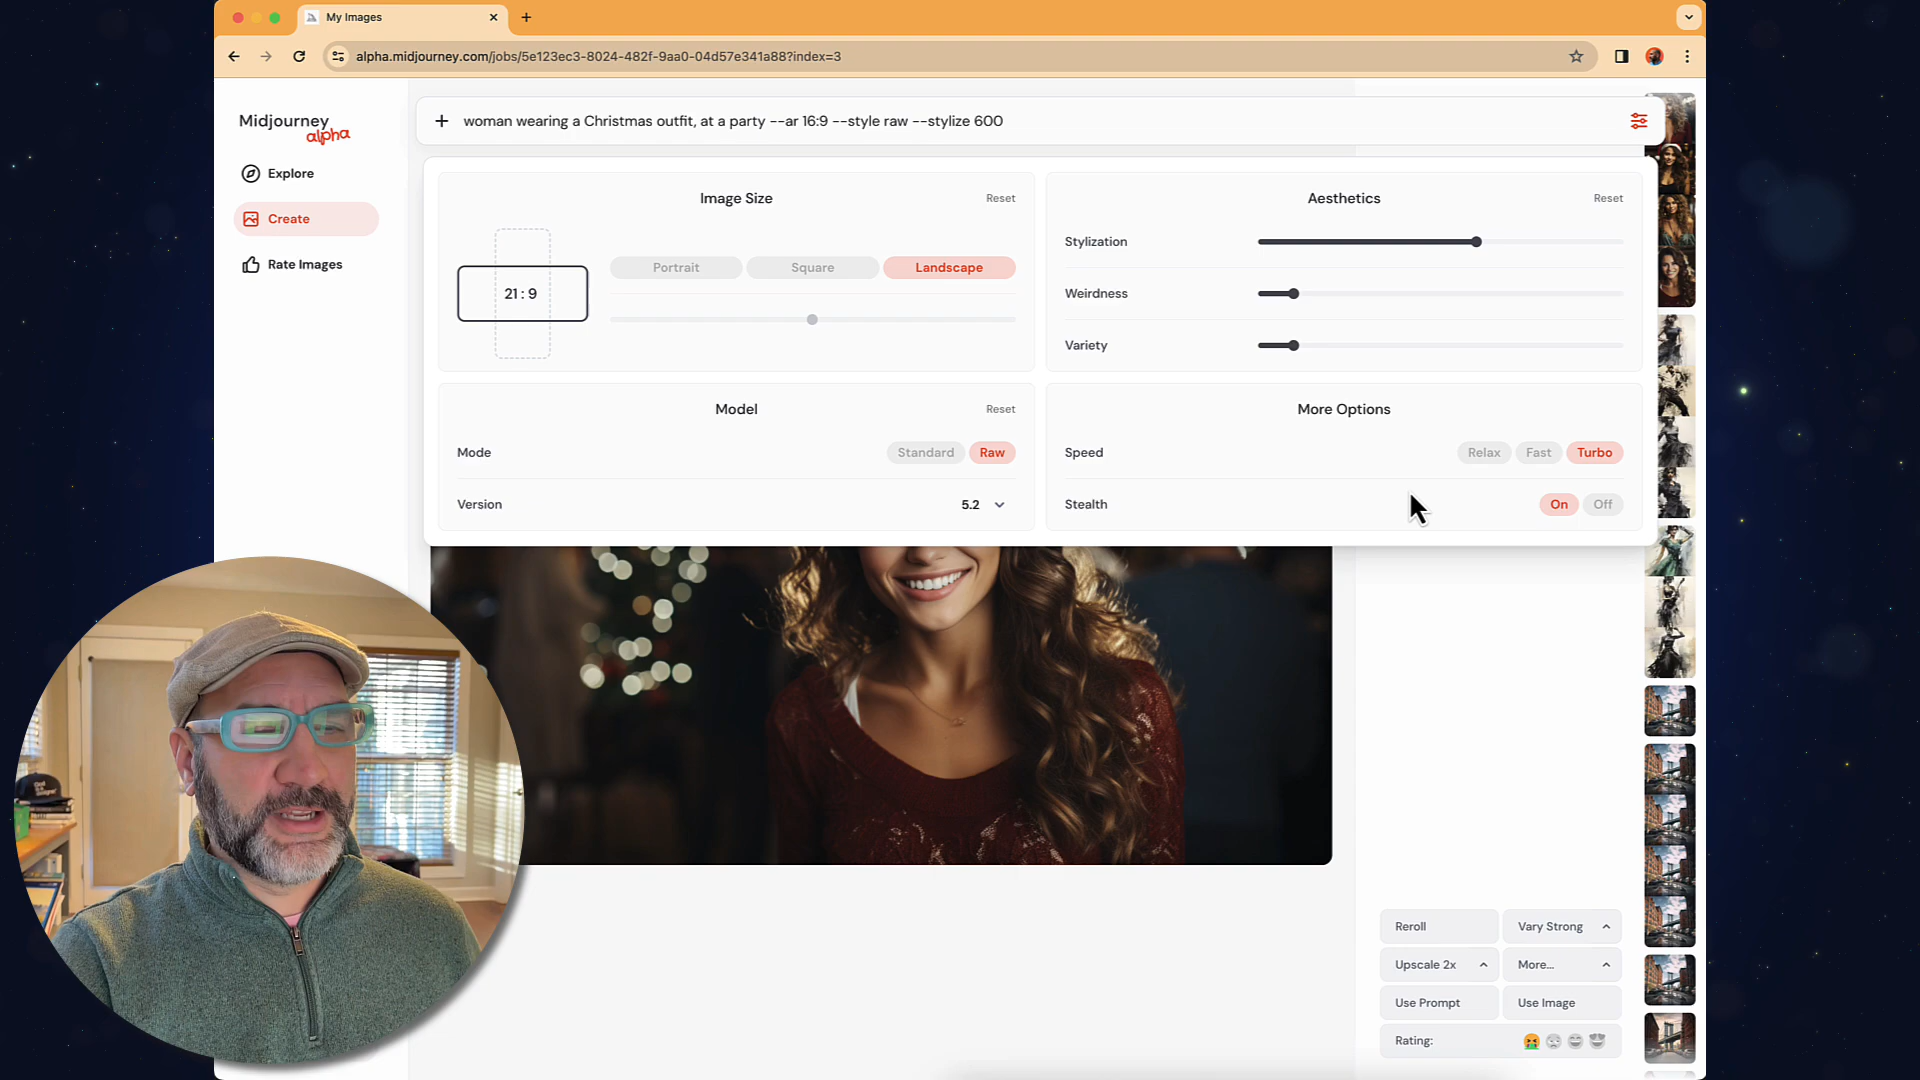 My Images
alpha.midjourney.com/jobs/5e123ec3-8024-482f-9aa0-04d57e341a88?index=3
Midjourney
alpha
Explore
Create
Rate Images
woman wearing a Christmas outfit, at a party --ar 16:9 --style raw --stylize 600
Image Size
Reset
21 : 9
Portrait
Square
Landscape
Aesthetics
Reset
Stylization
Weirdness
Variety
Model
Reset
Mode
Standard
Raw
Version
5.2
More Options
Speed
Relax
Fast
Turbo
Stealth
On
Off
Reroll
Vary Strong
Upscale 2x
More...
Use Prompt
Use Image
Rating: